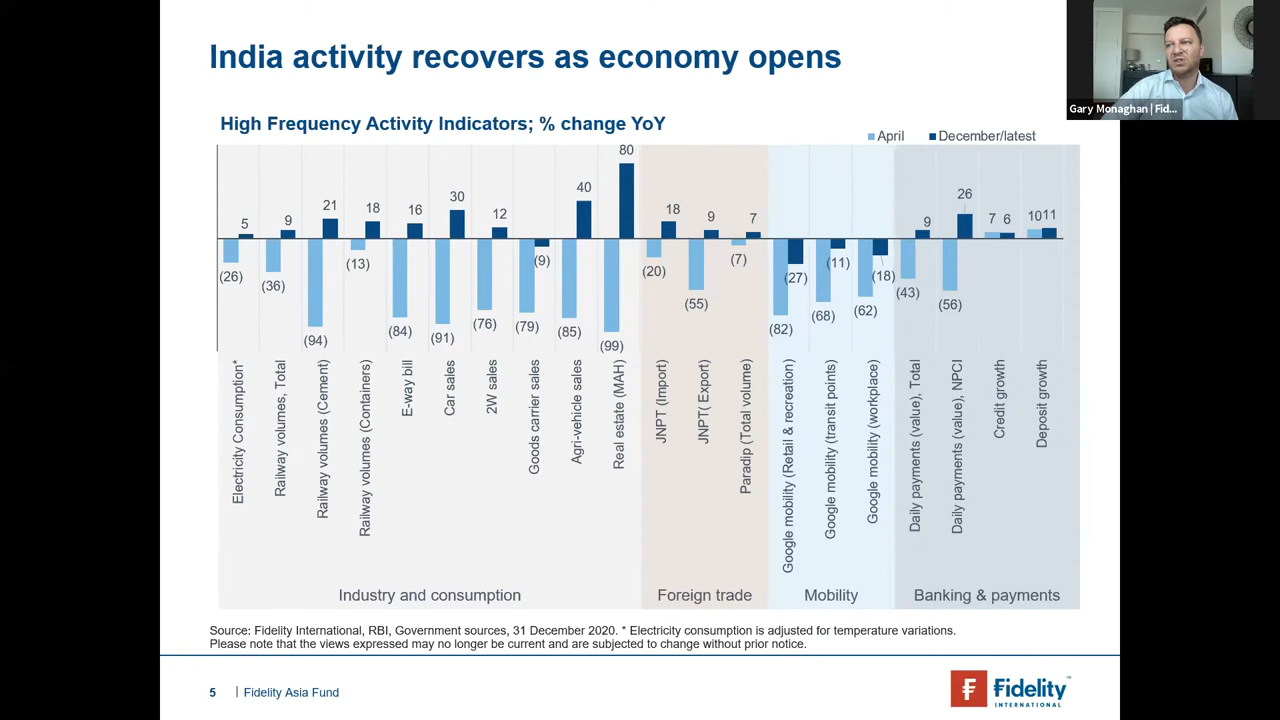 India activity recovers as economy opens
Gary Monaghan | Fid...
High Frequency Activity Indicators; % change YoY
April December/latest
5
9
21
18
16
30
12
(9)
40
80
18
9
7
(27)
(11)
(18)
9
26
7 6
10 11
(26)
(36)
(94)
(13)
(84)
(91)
(76)
(79)
(85)
(99)
(20)
(55)
(7)
(82)
(68)
(62)
(43)
(56)
Electricity Consumption*
Railway volumes, Total
Railway volumes (Cement)
Railway volumes (Containers)
E-way bill
Car sales
2W sales
Goods carrier sales
Agri-vehicle sales
Real estate (MAH)
JNPT (Import)
JNPT( Export)
Paradip (Total volume)
Google mobility (Retail & recreation)
Google mobility (transit points)
Google mobility (workplace)
Daily payments (value), Total
Daily payments (value), NPCI
Credit growth
Deposit growth
Industry and consumption
Foreign trade
Mobility
Banking & payments
Source: Fidelity International, RBI, Government sources, 31 December 2020. * Electricity consumption is adjusted for temperature variations.
Please note that the views expressed may no longer be current and are subjected to change without prior notice.
5 | Fidelity Asia Fund
Fidelity™
INTERNATIONAL